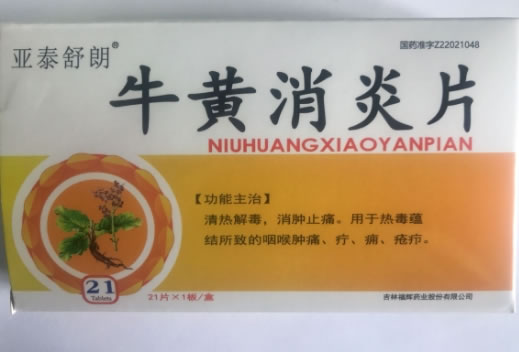 国药准字Z22021048
亚泰舒朗®
牛黄消炎片
NIUHUANGXIAOYANPIAN
【功能主治】
清热解毒，消肿止痛。用于热毒蕴
结所致的咽喉肿痛、疔、痈、疮疖。
21
Tablets
21片×1板/盒
吉林福辉药业股份有限公司